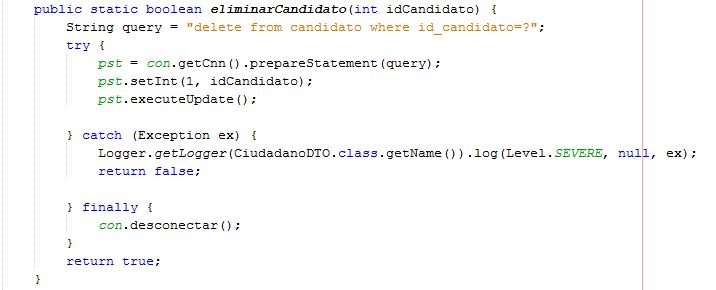 public static boolean eliminarCandidato(int idCandidato) {
String query = "delete from candidato where id_candidato=?";
try {
pst = con.getCnn().prepareStatement(query);
pst.setInt(1, idCandidato);
pst.executeUpdate();
} catch (Exception ex) {
Logger.getLogger(CiudadanoDTO.class.getName()).log(Level.SEVERE, null, ex);
return false;
} finally {
con.desconectar();
}
return true;
}